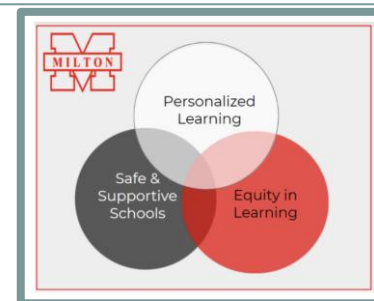 MILTON
Personalized
Learning
Safe &
Supportive
Schools
Equity in
Learning